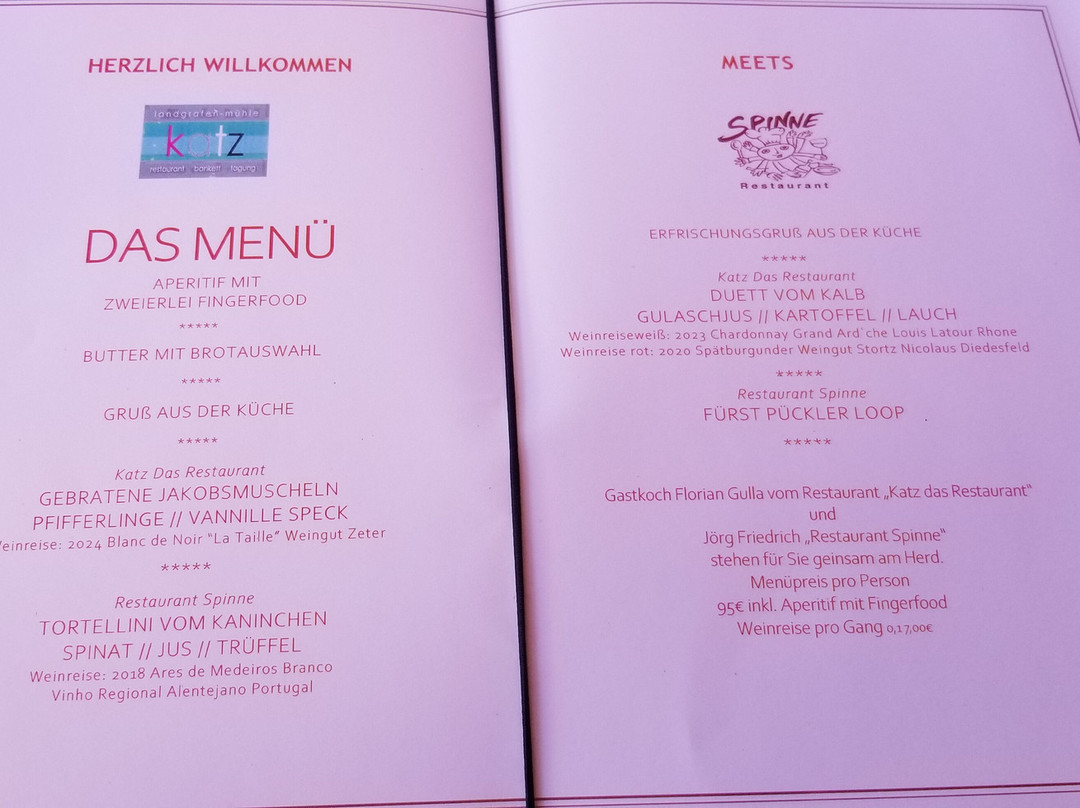 HERZLICH WILLKOMMEN
landgrafen-mühle
katz
restaurant bankett tagung
DAS MENÜ
APERITIF MIT
ZWEIERLEI FINGERFOOD
*****
BUTTER MIT BROTAUSWAHL
*****
GRUß AUS DER KÜCHE
*****
Katz Das Restaurant
GEBRATENE JAKOBSMUSCHELN
PFIFFERLINGE // VANNILLE SPECK
einreise: 2024 Blanc de Noir "La Taille" Weingut Zeter
*****
Restaurant Spinne
TORTELLINI VOM KANINCHEN
SPINAT // JUS // TRÜFFEL
Weinreise: 2018 Ares de Medeiros Branco
Vinho Regional Alentejano Portugal
MEETS
SPINNE
Restaurant
ERFRISCHUNGSGRUß AUS DER KÜCHE
*****
Katz Das Restaurant
DUETT VOM KALB
GULASCHJUS // KARTOFFEL // LAUCH
Weinreiseweiß: 2023 Chardonnay Grand Ard´che Louis Latour Rhone
Weinreise rot: 2020 Spätburgunder Weingut Stortz Nicolaus Diedesfeld
*****
Restaurant Spinne
FÜRST PÜCKLER LOOP
*****
Gastkoch Florian Gulla vom Restaurant „Katz das Restaurant“
und
Jörg Friedrich „Restaurant Spinne“
stehen für Sie geinsam am Herd.
Menüpreis pro Person
95€ inkl. Aperitif mit Fingerfood
Weinreise pro Gang 0,1 7,00€